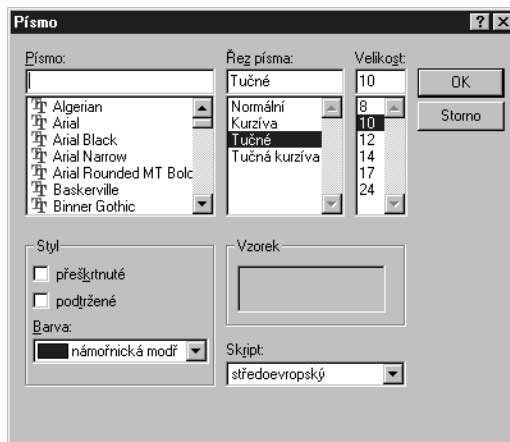 Písmo
Písmo:
Řez písma:
Velikost:
Tučné
10
OK
Storno
Algerian
Arial
Arial Black
Arial Narrow
Arial Rounded MT Bolc
Baskerville
Binner Gothic
Normální
Kurzíva
Tučné
Tučná kurzíva
8
10
12
14
17
24
Styl
přeškrtnuté
podtržené
Barva:
námořnická modř
Vzorek
Skript:
středoevropský